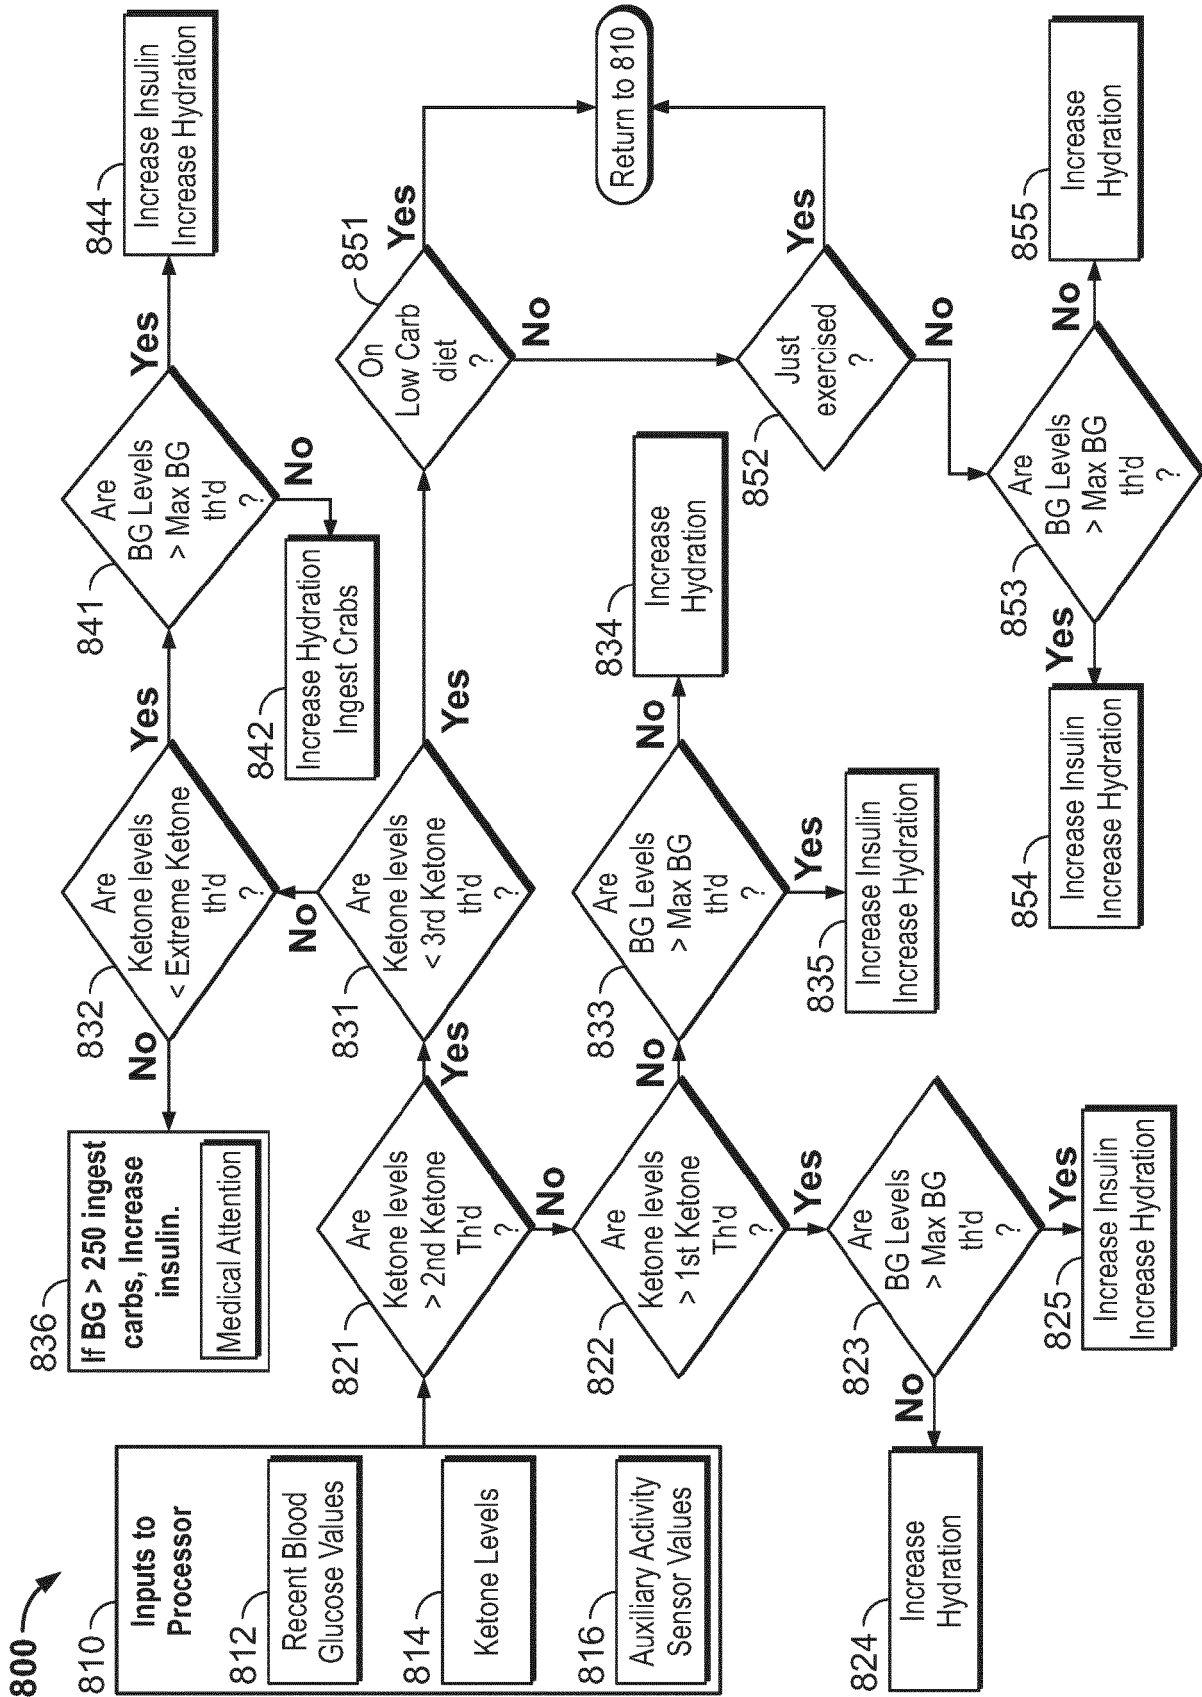 800
810
Inputs to
Processor
812
Recent Blood
Glucose Values
814
Ketone Levels
816
Auxiliary Activity
Sensor Values
836
If BG > 250 ingest
carbs, Increase
insulin.
Medical Attention
No
832
Are
Ketone levels
< Extreme Ketone
th'd
?
Yes
841
Are
BG Levels
> Max BG
th'd
?
Yes
844
Increase Insulin
Increase Hydration
No
842
Increase Hydration
Ingest Crabs
821
Are
Ketone levels
> 2nd Ketone
Th'd
?
Yes
No
831
Are
Ketone levels
< 3rd Ketone
th'd
?
No
Yes
851
On
Low Carb
diet
?
Yes
No
Return to 810
822
Are
Ketone levels
> 1st Ketone
Th'd
?
No
Yes
833
Are
BG Levels
> Max BG
th'd
?
No
834
Increase
Hydration
Yes
835
Increase Insulin
Increase Hydration
852
Just
exercised
?
Yes
No
823
Are
BG Levels
> Max BG
th'd
?
No
824
Increase
Hydration
Yes
825
Increase Insulin
Increase Hydration
853
Are
BG Levels
> Max BG
th'd
?
Yes
854
Increase Insulin
Increase Hydration
No
855
Increase
Hydration